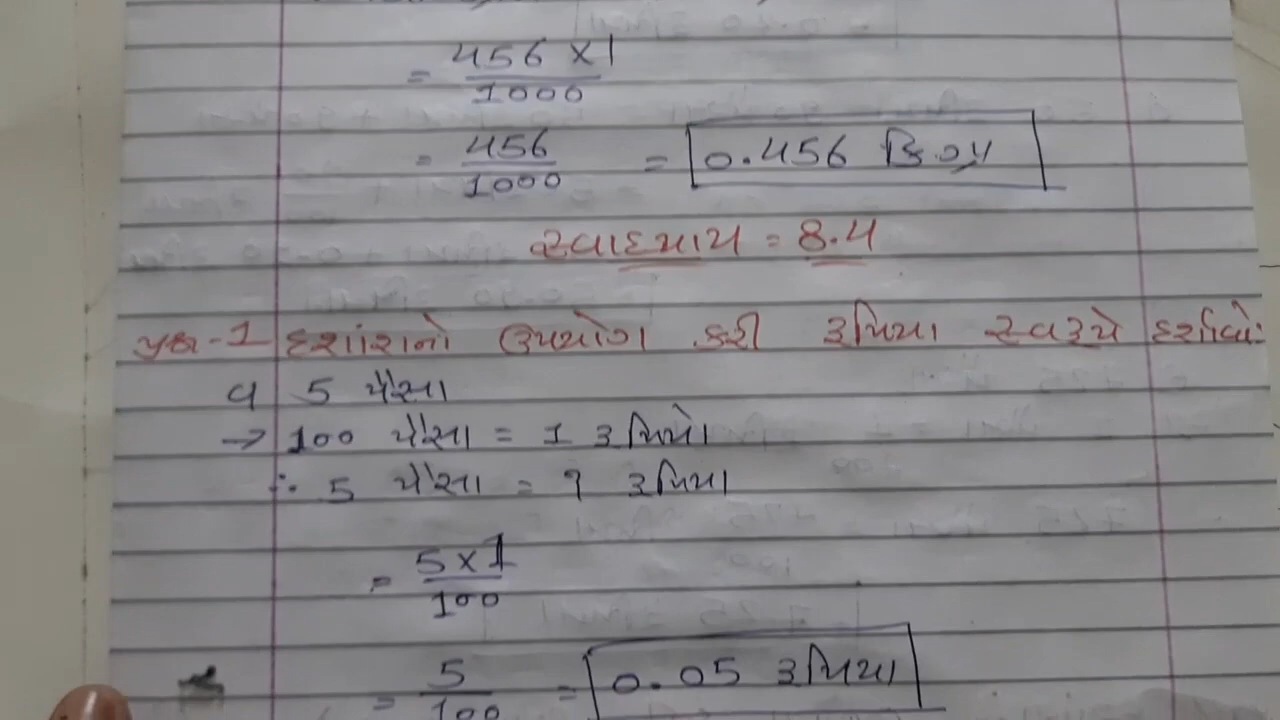 = 456 × 1
1000
= 456/1000 = 0.456
સ્વાધ્યાય = 8.4
પ્રશ્ન-1 દશાંશનો ઉપયોગ કરી રૂપિયા સ્વરૂપે દર્શાવો:
5 પૈસા
→ 100 પૈસા = 1 રૂપિયો
∴ 5 પૈસા = ? રૂપિયા
= 5 × 1
100
= 5/100 = 0.05 રૂપિયા